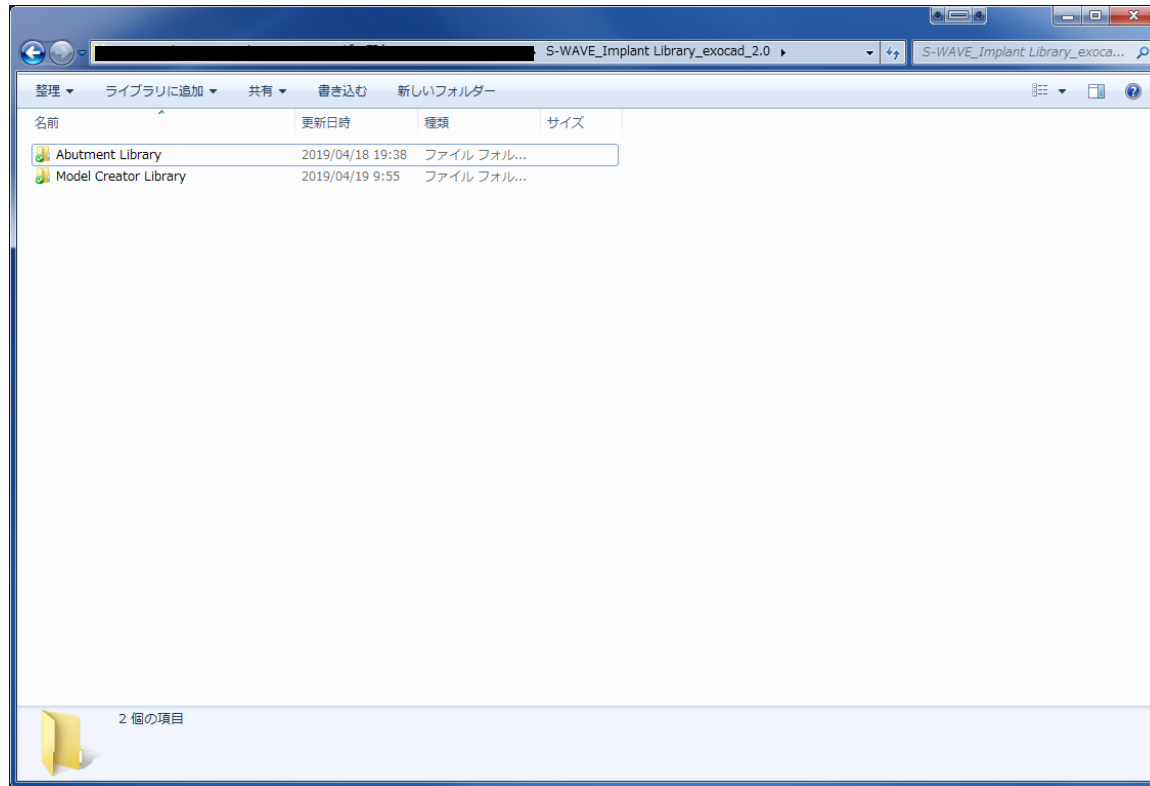 S-WAVE_Implant Library_exocad_2.0
S-WAVE_Implant Library_exoca...
整理 ライブラリに追加 共有 書き込む 新しいフォルダー
名前 更新日時 種類 サイズ
Abutment Library 2019/04/18 19:38 ファイル フォル...
Model Creator Library 2019/04/19 9:55 ファイル フォル...
2 個の項目